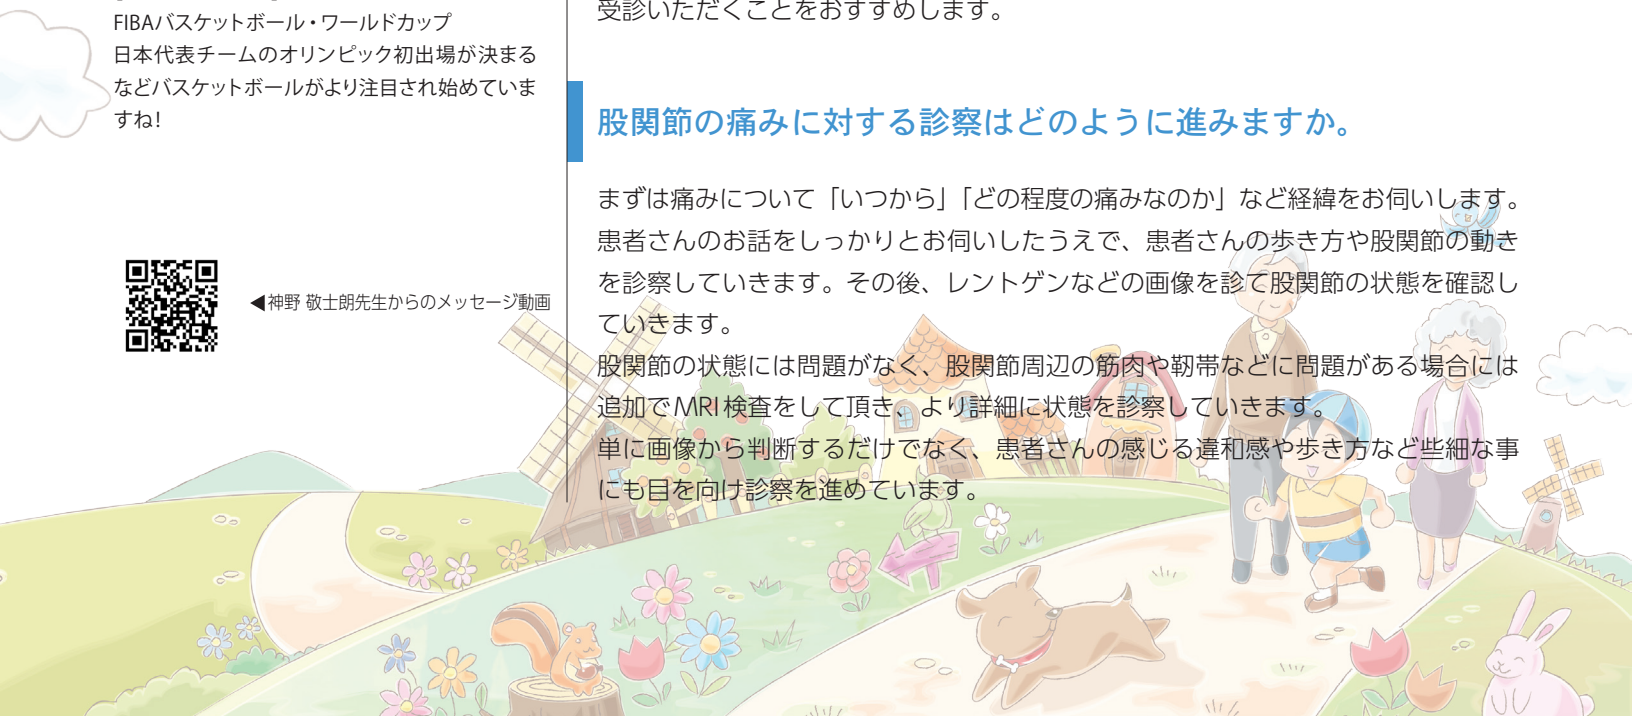 FIBAバスケットボール・ワールドカップ
日本代表チームのオリンピック初出場が決まる
などバスケットボールがより注目され始めていま
すね!
◀神野 敬士朗先生からのメッセージ動画
受診いただくことをおすすめします。
股関節の痛みに対する診察はどのように進みますか。
まずは痛みについて「いつから」「どの程度の痛みなのか」など経緯をお伺いします。
患者さんのお話をしっかりとお伺いしたうえで、患者さんの歩き方や股関節の動き
を診察していきます。その後、レントゲンなどの画像を診て股関節の状態を確認し
ていきます。
股関節の状態には問題がなく、股関節周辺の筋肉や靭帯などに問題がある場合には
追加でMRI検査をして頂き、より詳細に状態を診察していきます。
単に画像から判断するだけでなく、患者さんの感じる違和感や歩き方など些細な事
にも目を向け診察を進めています。